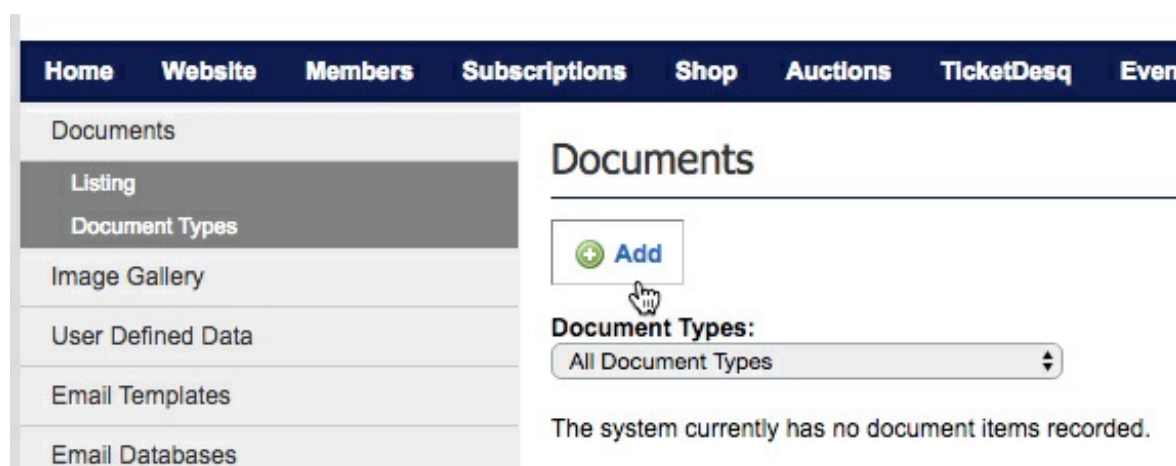 Home Website Members Subscriptions Shop Auctions TicketDesq Even
Documents
Listing
Document Types
Image Gallery
User Defined Data
Email Templates
Email Databases
Documents
Add
Document Types:
All Document Types
The system currently has no document items recorded.